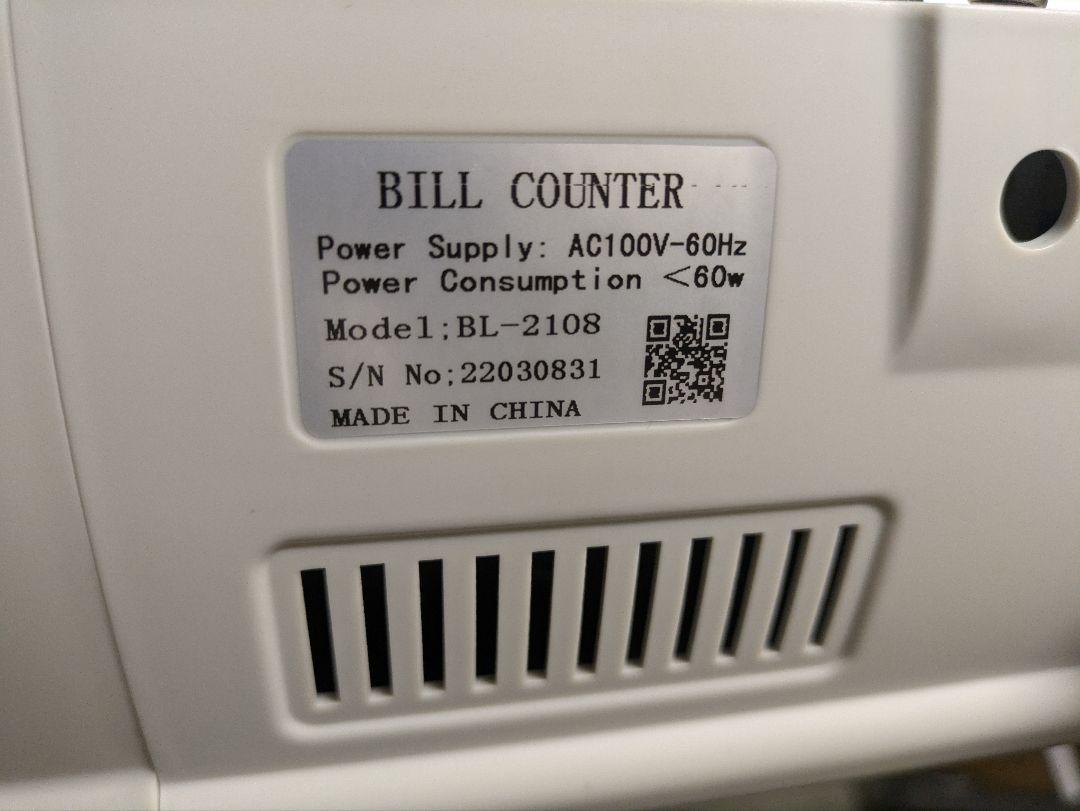 BILL COUNTER
Power Supply: AC100V-60Hz
Power Consumption <60w
Model;BL-2108
S/N No;22030831
MADE IN CHINA